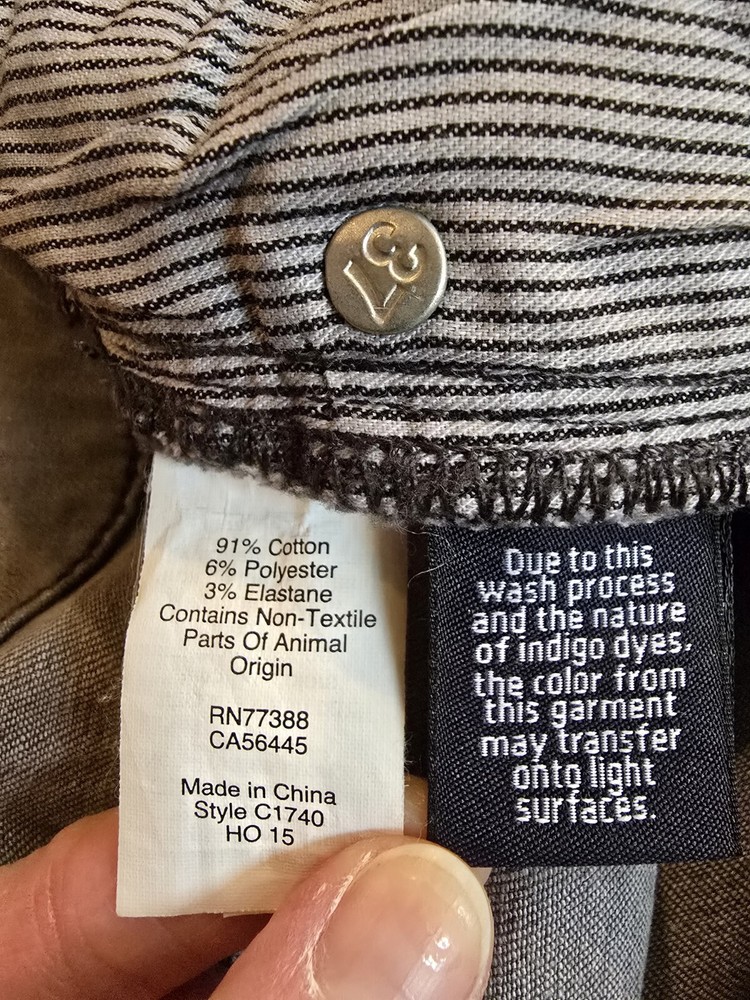 91% Cotton
6% Polyester
3% Elastane
Contains Non-Textile
Parts Of Animal
Origin
RN77388
CA56445
Made in China
Style C1740
HO 15
Due to this
wash process
and the nature
of indigo dyes,
the color from
this garment
may transfer
onto light
surfaces.